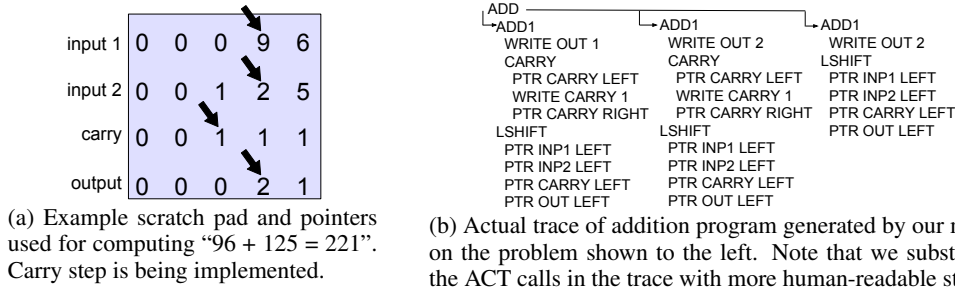 input 1 0 0 0 9 6
input 2 0 0 1 2 5
carry 0 0 1 1 1
output 0 0 0 2 1
(a) Example scratch pad and pointers
used for computing “96 + 125 = 221”.
Carry step is being implemented.
ADD
ADD1
WRITE OUT 1
CARRY
PTR CARRY LEFT
WRITE CARRY 1
PTR CARRY RIGHT
LSHIFT
PTR INP1 LEFT
PTR INP2 LEFT
PTR CARRY LEFT
PTR OUT LEFT
ADD1
WRITE OUT 2
CARRY
PTR CARRY LEFT
WRITE CARRY 1
PTR CARRY RIGHT
LSHIFT
PTR INP1 LEFT
PTR INP2 LEFT
PTR CARRY LEFT
PTR OUT LEFT
ADD1
WRITE OUT 2
LSHIFT
PTR INP1 LEFT
PTR INP2 LEFT
PTR CARRY LEFT
PTR OUT LEFT
(b) Actual trace of addition program generated by our
on the problem shown to the left. Note that we
the ACT calls in the trace with more human-readable